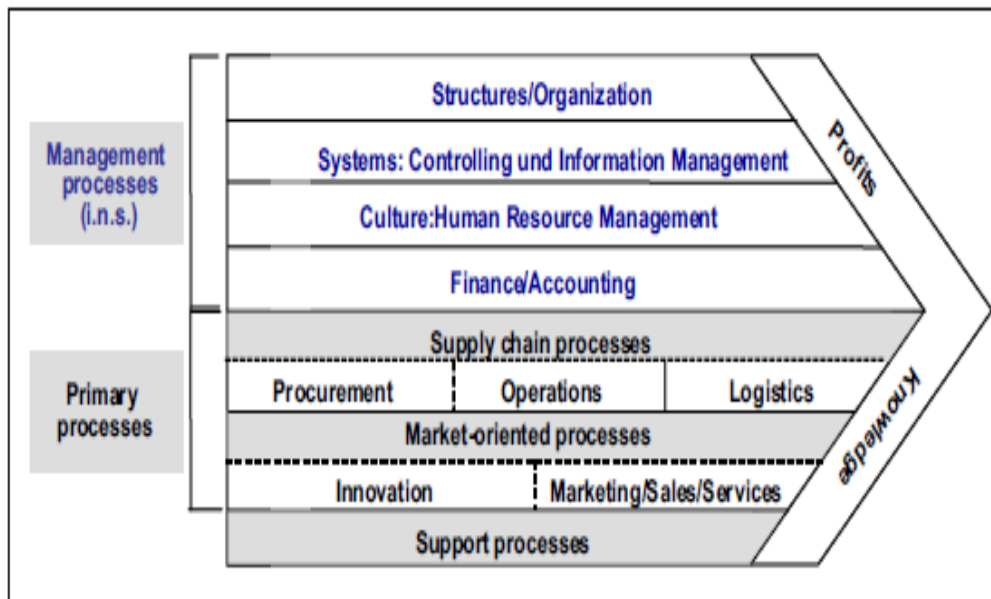 Structures/Organization
Management
processes
(i.n.s.)
Systems: Controlling und Information Management
Culture:Human Resource Management
Finance/Accounting
Profits
Supply chain processes
Primary
processes
Procurement
Operations
Logistics
Market-oriented processes
Innovation
Marketing/Sales/Services
Support processes
Knowledge